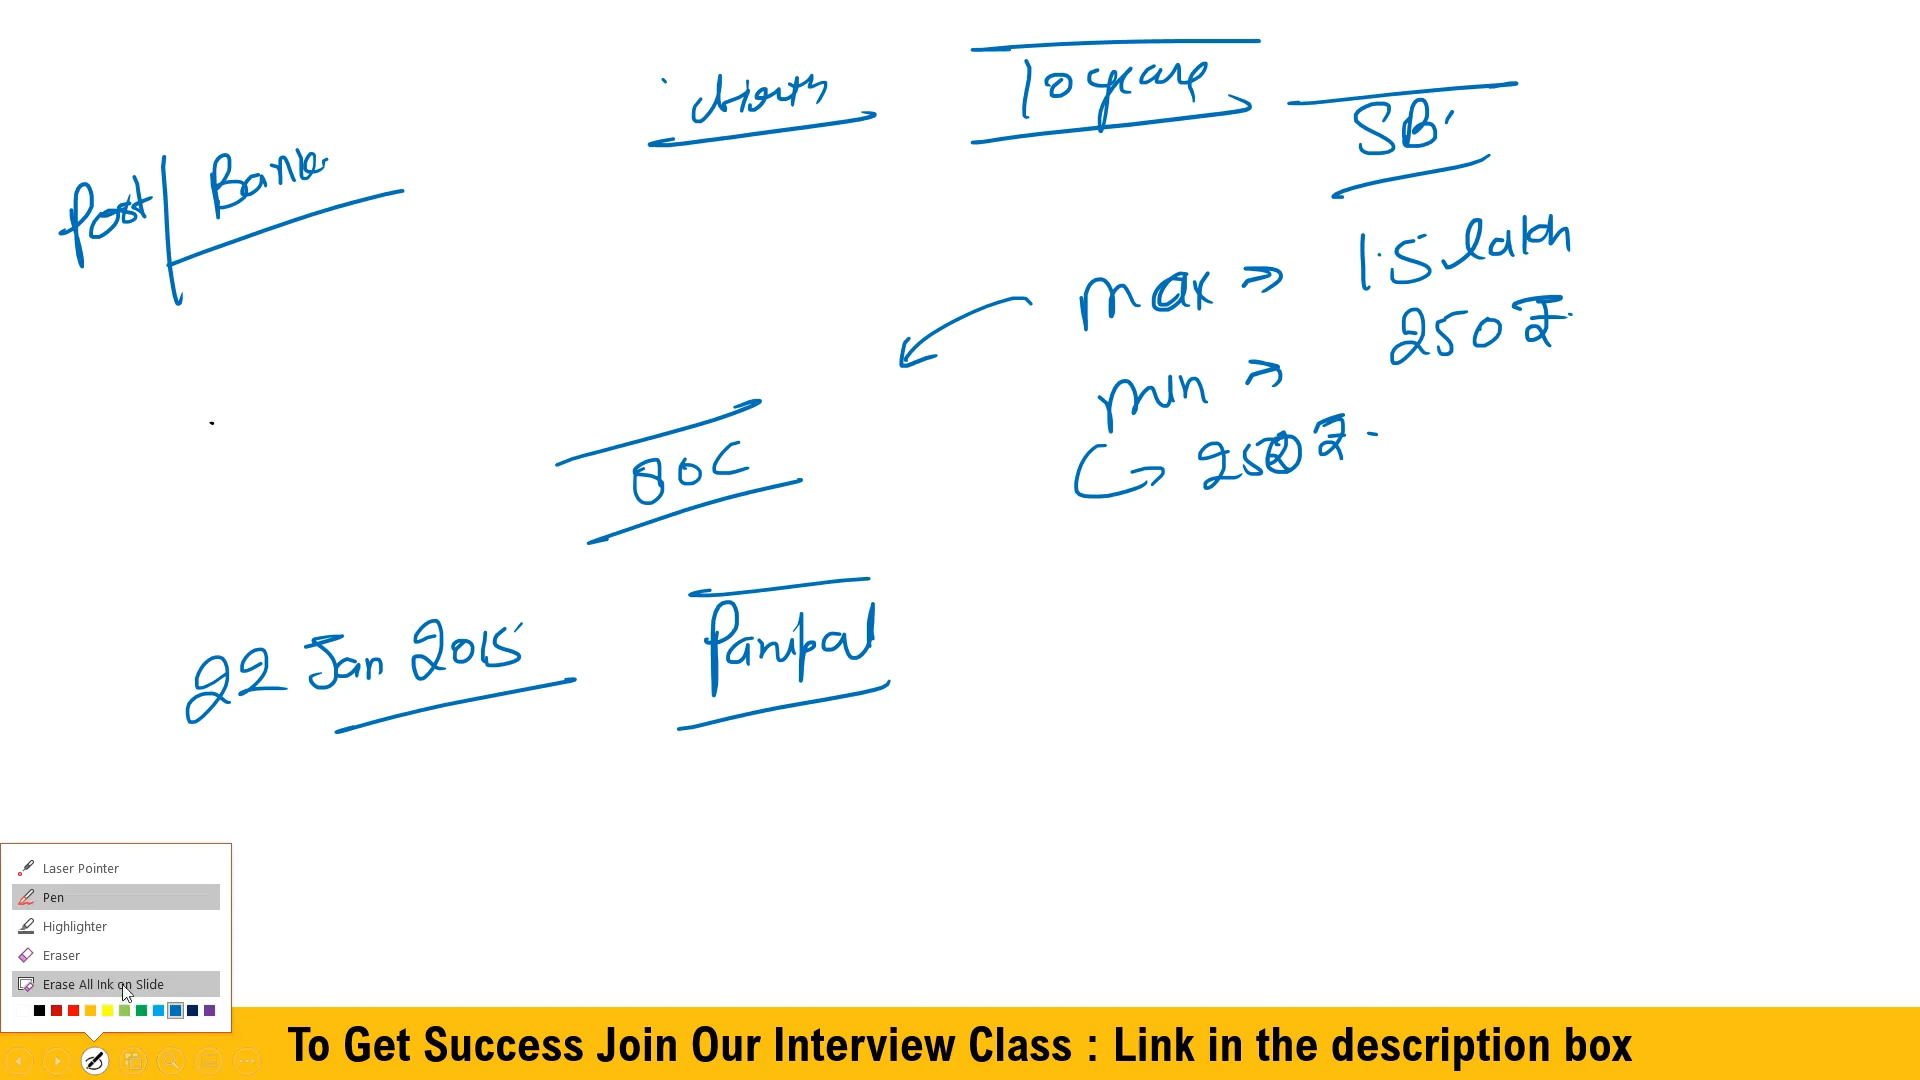 birth
10 years
SBI
Post
Bank
1.5 lakh
max ⇒
250 ₹
min ⇒
250 ₹
80C
22 Jan 2015
Panipat
Laser Pointer
Pen
Highlighter
Eraser
Erase All Ink on Slide
To Get Success Join Our Interview Class : Link in the description box